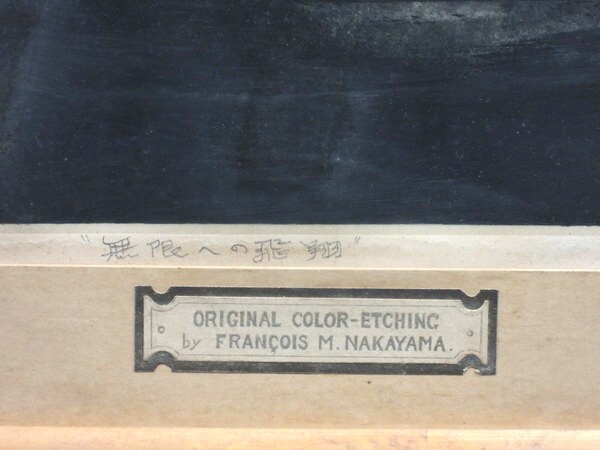 "無限への飛翔"
ORIGINAL COLOR-ETCHING
by FRANÇOIS M. NAKAYAMA.